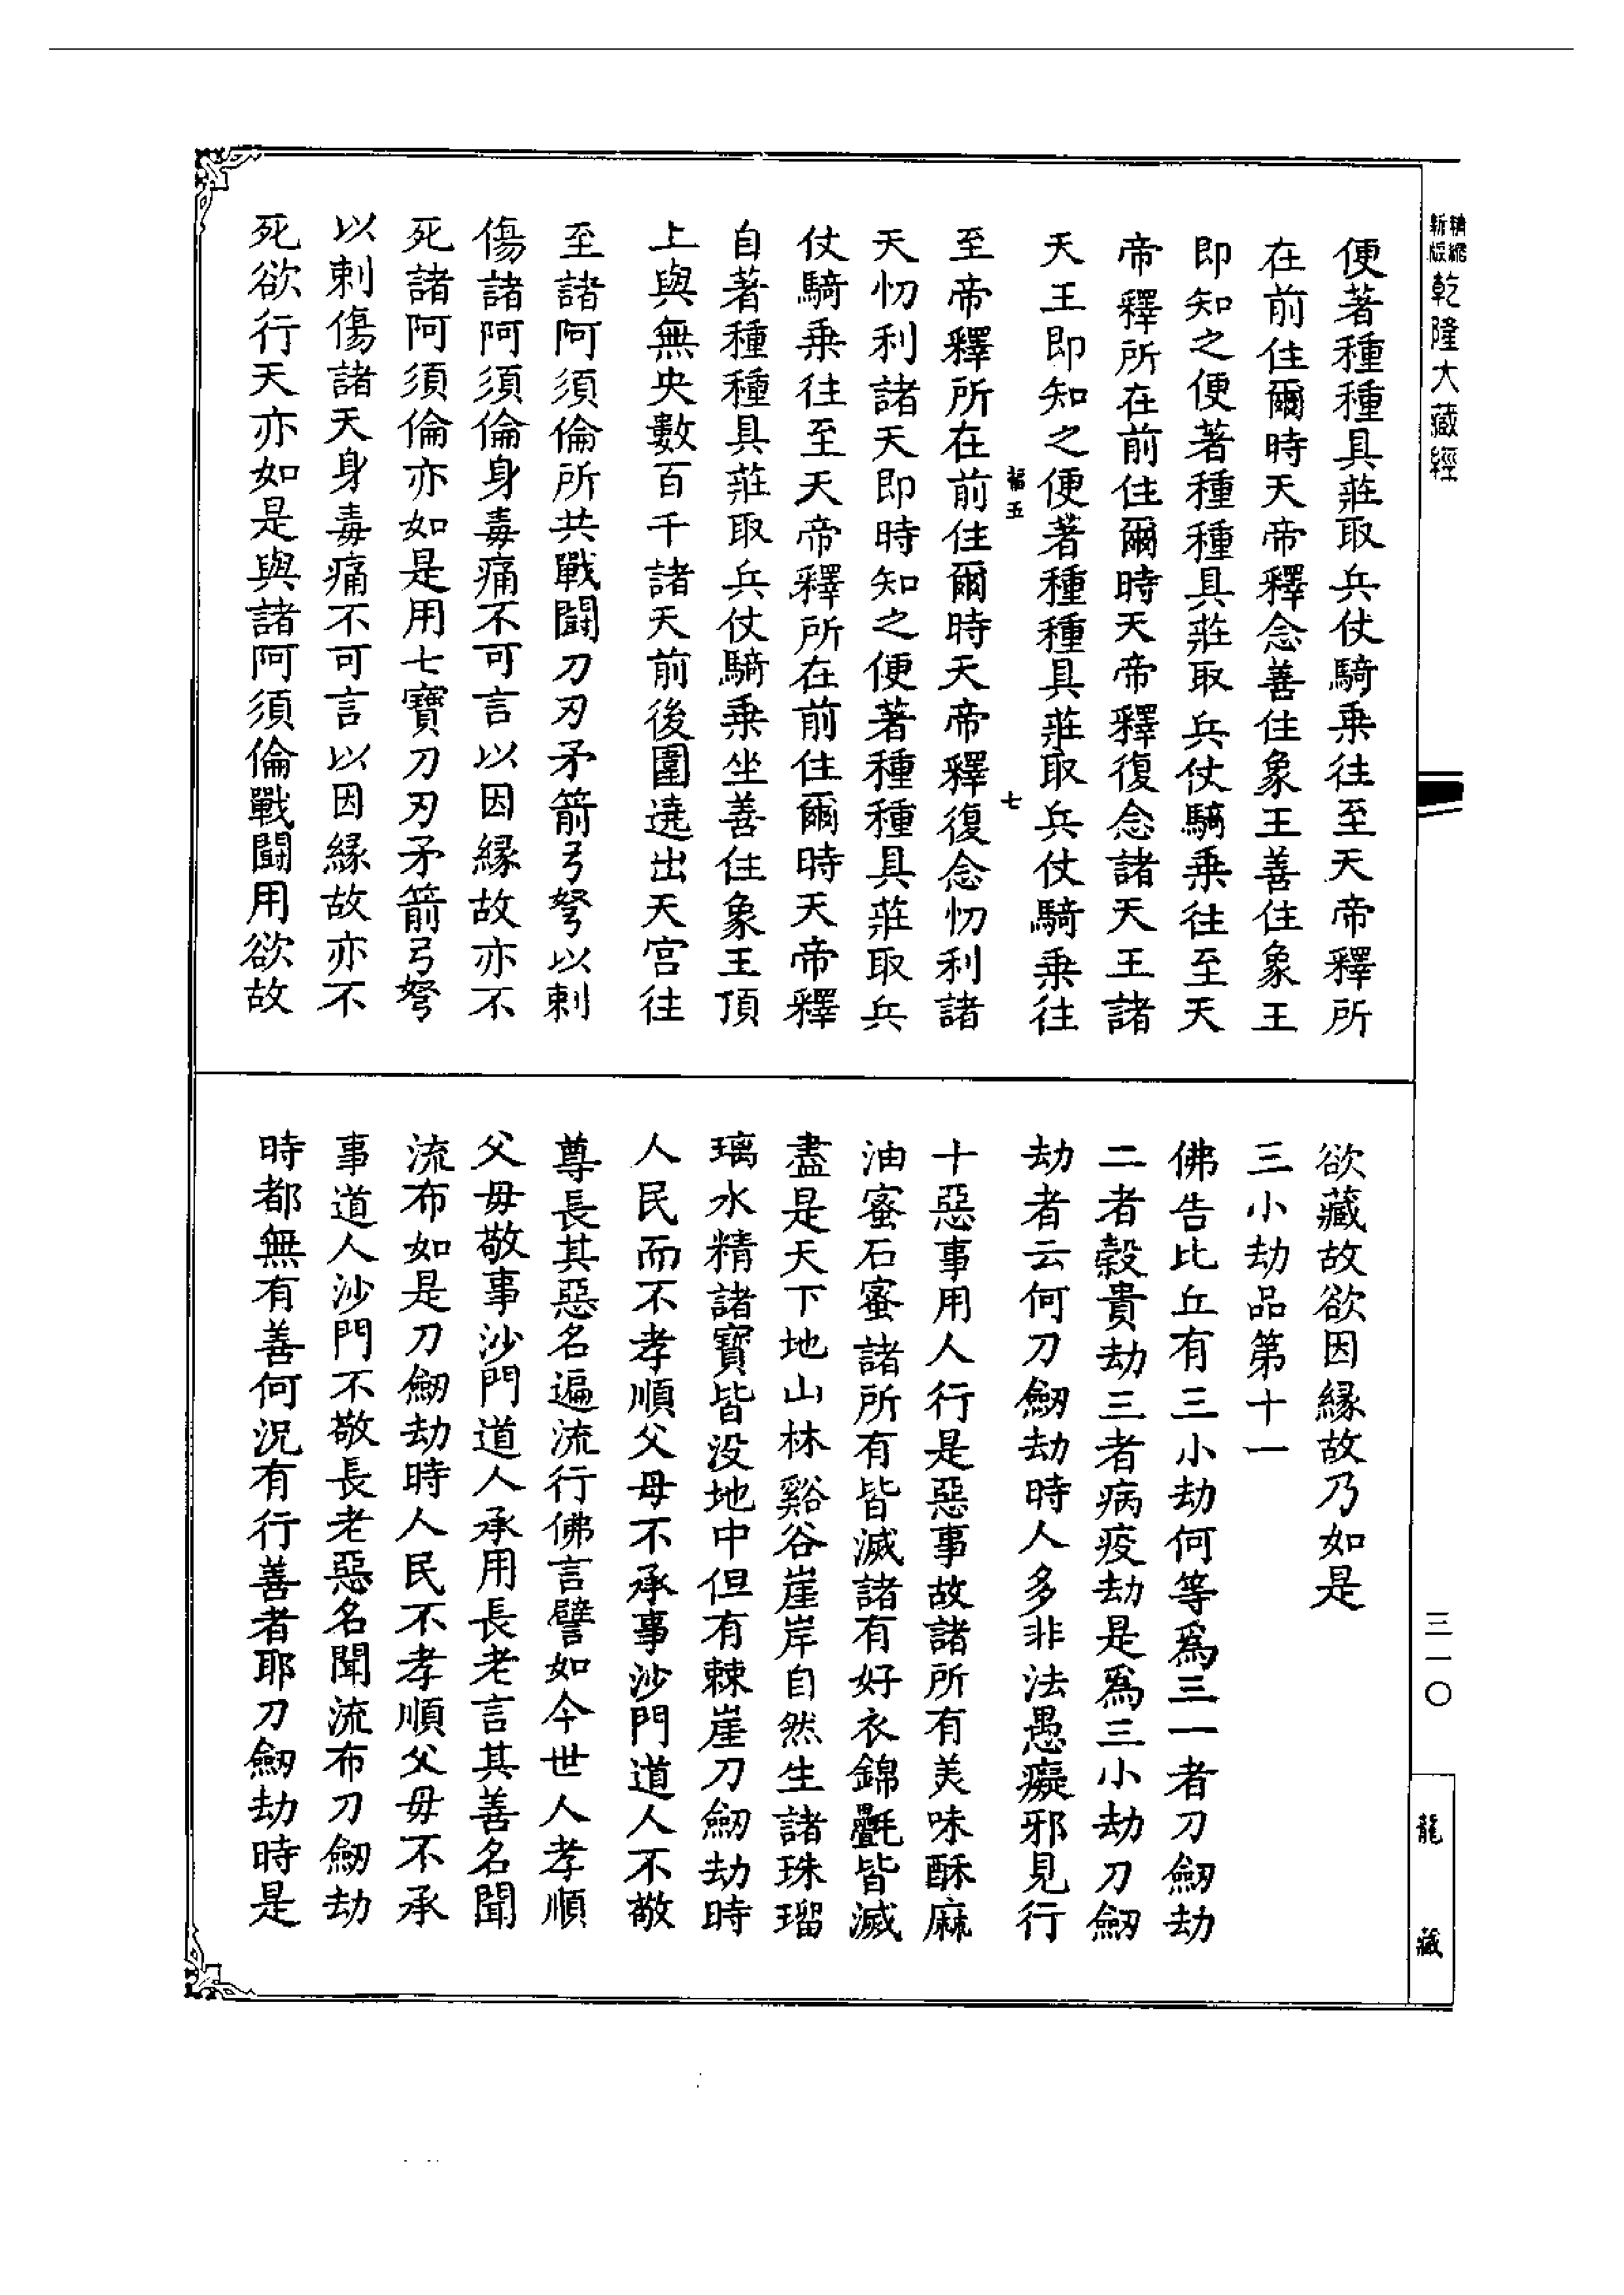 精縮新版乾隆大藏經
便著種種具莊取兵仗騎乗往至天帝釋所
在前住爾時天帝釋念善住象王善住象王
即知之便著種種具莊取兵仗騎乗往至天
帝釋所在前住爾時天帝釋復念諸天王諸
天王即知之便著種種具莊取兵仗騎乗往
福五 七
至帝釋所在前住爾時天帝釋復念忉利諸
天忉利諸天即時知之便著種種具莊取兵
仗騎乗往至天帝釋所在前住爾時天帝釋
自著種種具莊取兵仗騎乗坐善住象王頂
上與無央數百千諸天前後圍遶出天宮往
至諸阿須倫所共戰闘刀刃矛箭弓弩以刺
傷諸阿須倫身毒痛不可言以因緣故亦不
死諸阿須倫亦如是用七寶刀刃矛箭弓弩
以刺傷諸天身毒痛不可言以因緣故亦不
死欲行天亦如是與諸阿須倫戰闘用欲故
欲藏故欲因緣故乃如是
三小劫品第十一
佛告比丘有三小劫何等爲三一者刀劒劫
二者榖貴劫三者病疫劫是爲三小劫刀劒
劫者云何刀劒劫時人多非法愚癡邪見行
十惡事用人行是惡事故諸所有美味酥麻
油蜜石蜜諸所有皆滅諸有好衣錦氎皆滅
盡是天下地山林谿谷崖岸自然生諸珠瑠
璃水精諸寶皆没地中但有棘崖刀劒劫時
人民而不孝順父母不承事沙門道人不敬
尊長其惡名遍流行佛言譬如今世人孝順
父母敬事沙門道人承用長老言其善名聞
流布如是刀劒劫時人民不孝順父母不承
事道人沙門不敬長老惡名聞流布刀劒劫
時都無有善何況有行善者耶刀劒劫時是
三一〇
龍藏